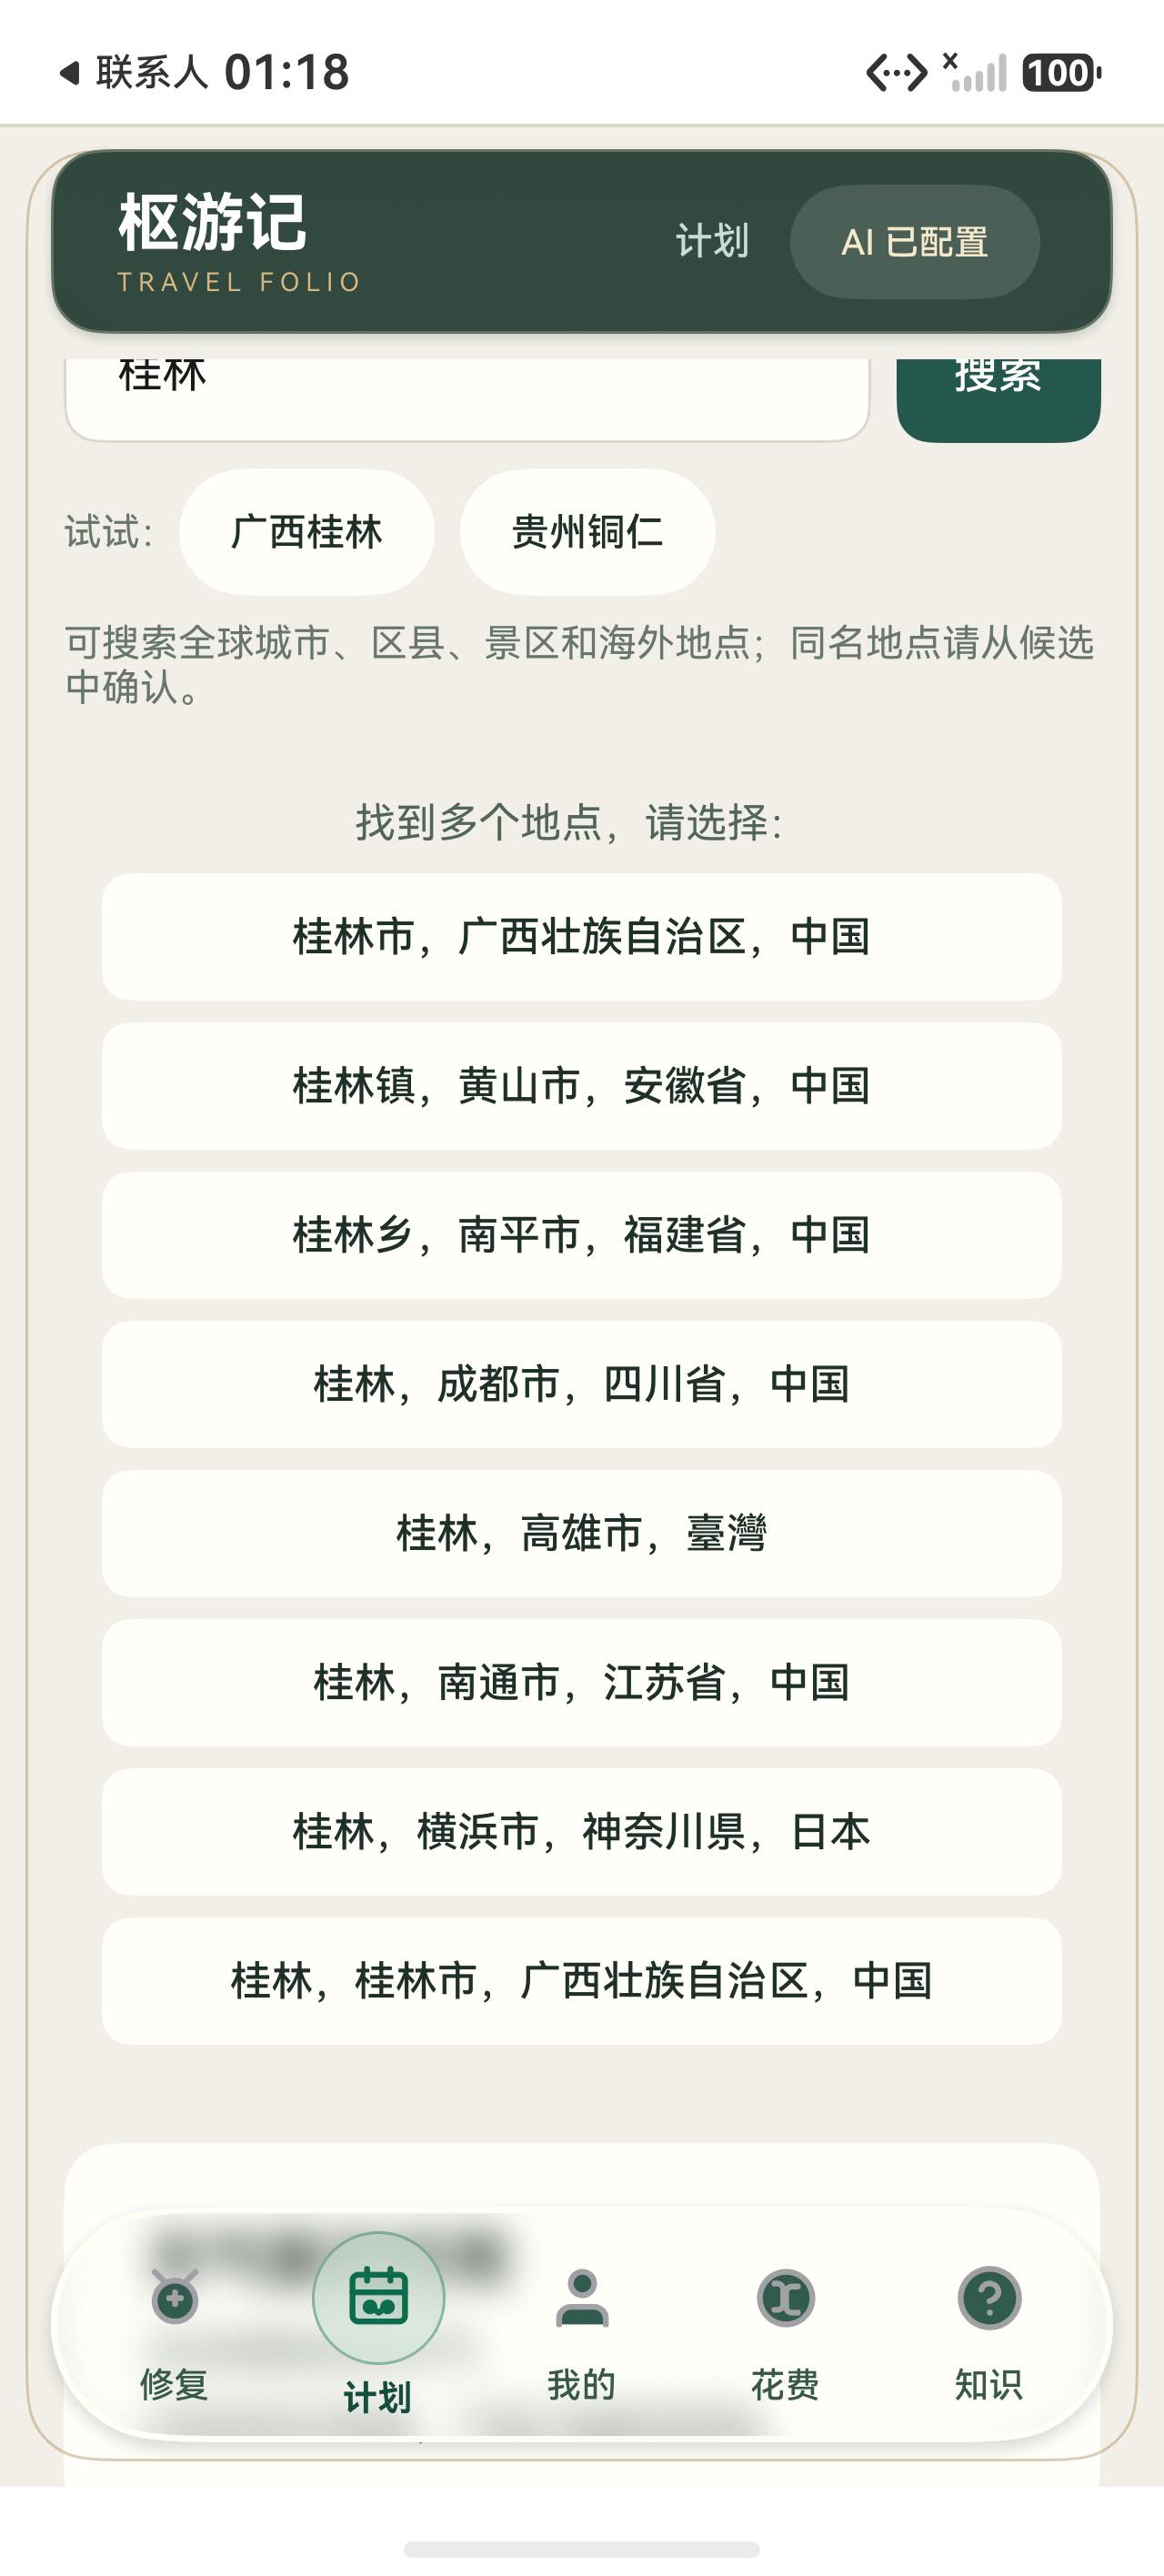 联系人 01:18
100
枢游记
TRAVEL FOLIO
计划
AI 已配置
桂林
搜索
试试：
广西桂林
贵州铜仁
可搜索全球城市、区县、景区和海外地点；同名地点请从候选
中确认。
找到多个地点，请选择：
桂林市，广西壮族自治区，中国
桂林镇，黄山市，安徽省，中国
桂林乡，南平市，福建省，中国
桂林，成都市，四川省，中国
桂林，高雄市，臺灣
桂林，南通市，江苏省，中国
桂林，横浜市，神奈川県，日本
桂林，桂林市，广西壮族自治区，中国
修复
计划
我的
花费
知识